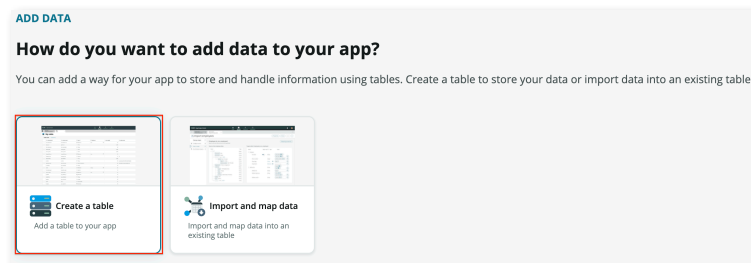 ADD DATA
How do you want to add data to your app?
You can add a way for your app to store and handle information using tables. Create a table to store your data or import data into an existing table
Create a table
Import and map data
Add a table to your app
Import and map data into an
existing table